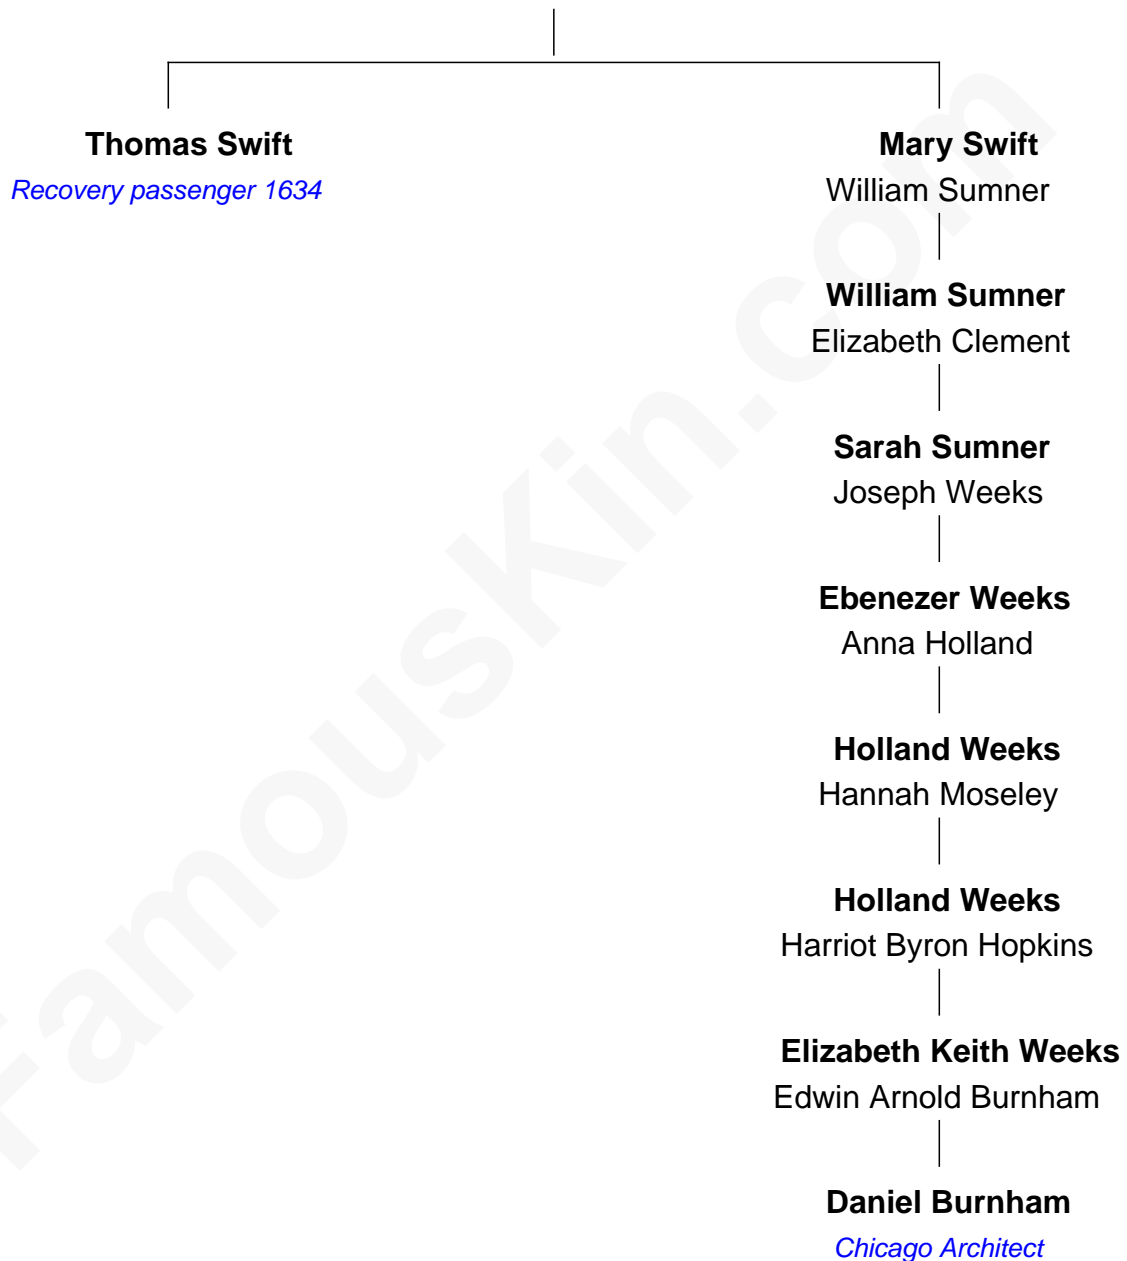 Thomas Swift
Recovery passenger 1634
Mary Swift
William Sumner
William Sumner
Elizabeth Clement
Sarah Sumner
Joseph Weeks
Ebenezer Weeks
Anna Holland
Holland Weeks
Hannah Moseley
Holland Weeks
Harriot Byron Hopkins
Elizabeth Keith Weeks
Edwin Arnold Burnham
Daniel Burnham
Chicago Architect
FamousKin.com